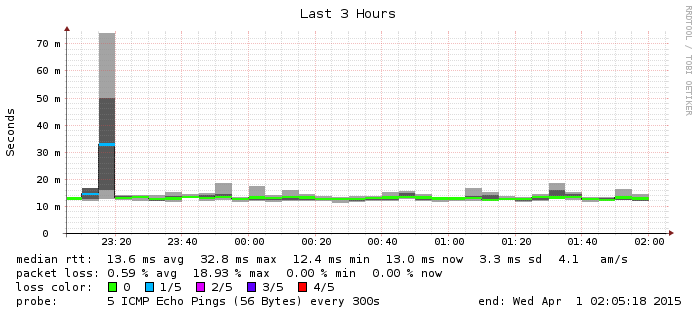 Last 3 Hours
RRDTOOL / TOBI OETIKER
Seconds
70 m
60 m
50 m
40 m
30 m
20 m
10 m
0
23:20 23:40 00:00 00:20 00:40 01:00 01:20 01:40 02:00
median rtt: 13.6 ms avg 32.8 ms max 12.4 ms min 13.0 ms now 3.3 ms sd 4.1 am/s
packet loss: 0.59 % avg 18.93 % max 0.00 % min 0.00 % now
loss color: 0 1/5 2/5 3/5 4/5
probe: 5 ICMP Echo Pings (56 Bytes) every 300s end: Wed Apr 1 02:05:18 2015